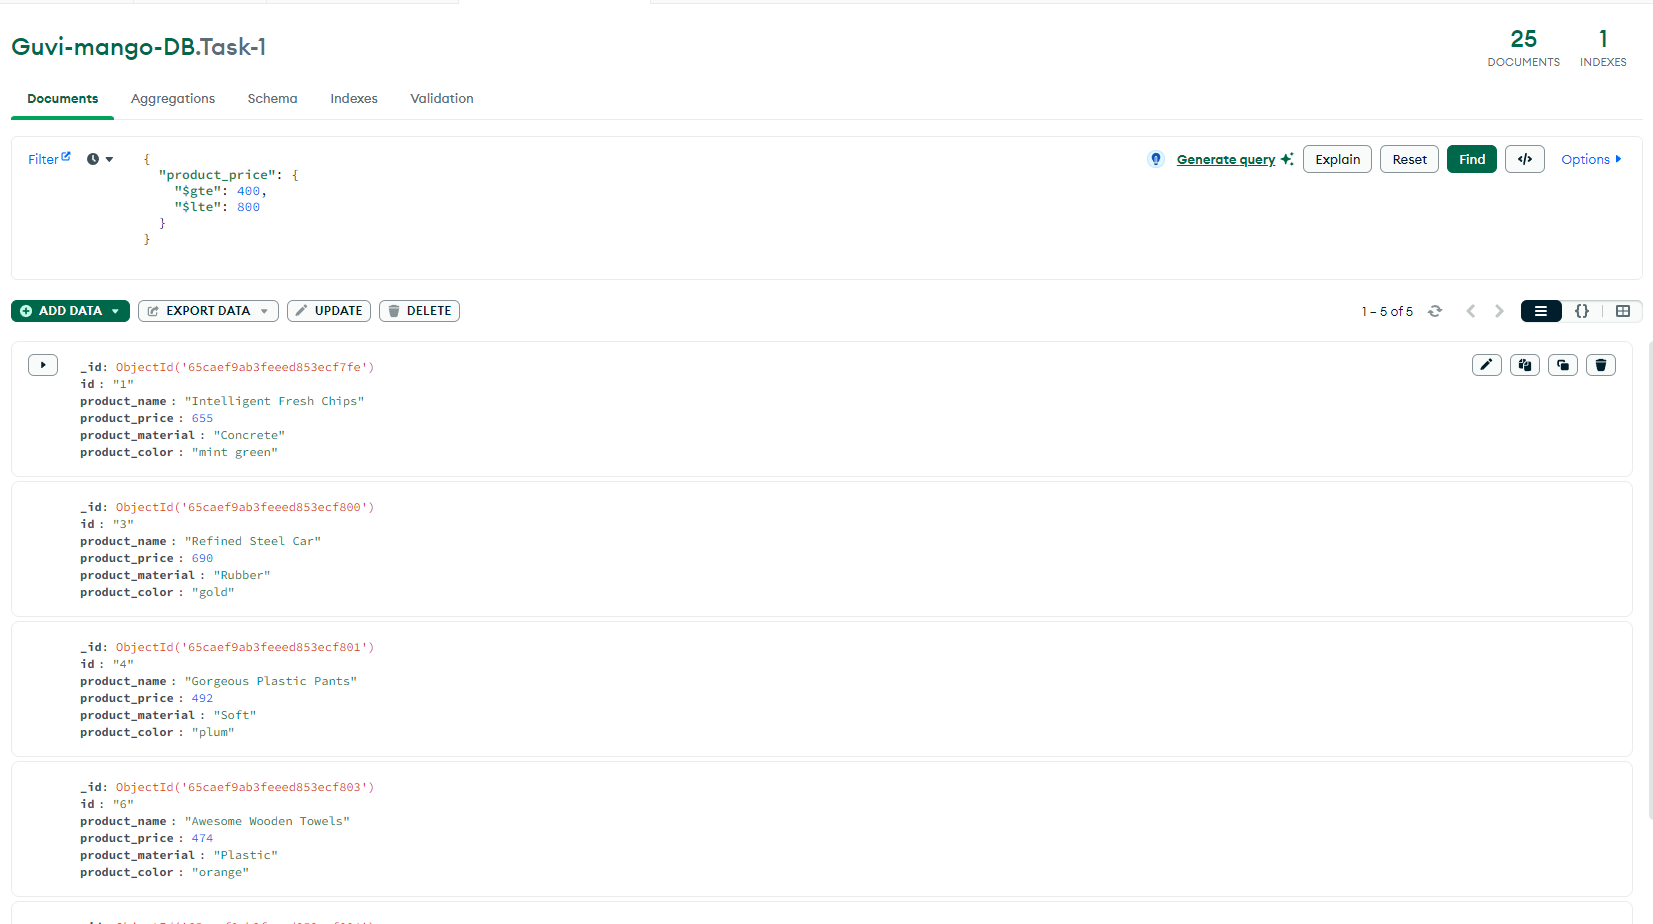 Guvi-mango-DB.Task-1
25
DOCUMENTS
1
INDEXES
Documents
Aggregations
Schema
Indexes
Validation
Filter
{
"product_price": {
"$gte": 400,
"$lte": 800
}
}
Generate query
Explain
Reset
Find
</>
Options
ADD DATA
EXPORT DATA
UPDATE
DELETE
1 – 5 of 5
{}
_id: ObjectId('65caef9ab3feeed853ecf7fe')
id : "1"
product_name : "Intelligent Fresh Chips"
product_price : 655
product_material : "Concrete"
product_color : "mint green"
_id: ObjectId('65caef9ab3feeed853ecf800')
id : "3"
product_name : "Refined Steel Car"
product_price : 690
product_material : "Rubber"
product_color : "gold"
_id: ObjectId('65caef9ab3feeed853ecf801')
id : "4"
product_name : "Gorgeous Plastic Pants"
product_price : 492
product_material : "Soft"
product_color : "plum"
_id: ObjectId('65caef9ab3feeed853ecf803')
id : "6"
product_name : "Awesome Wooden Towels"
product_price : 474
product_material : "Plastic"
product_color : "orange"